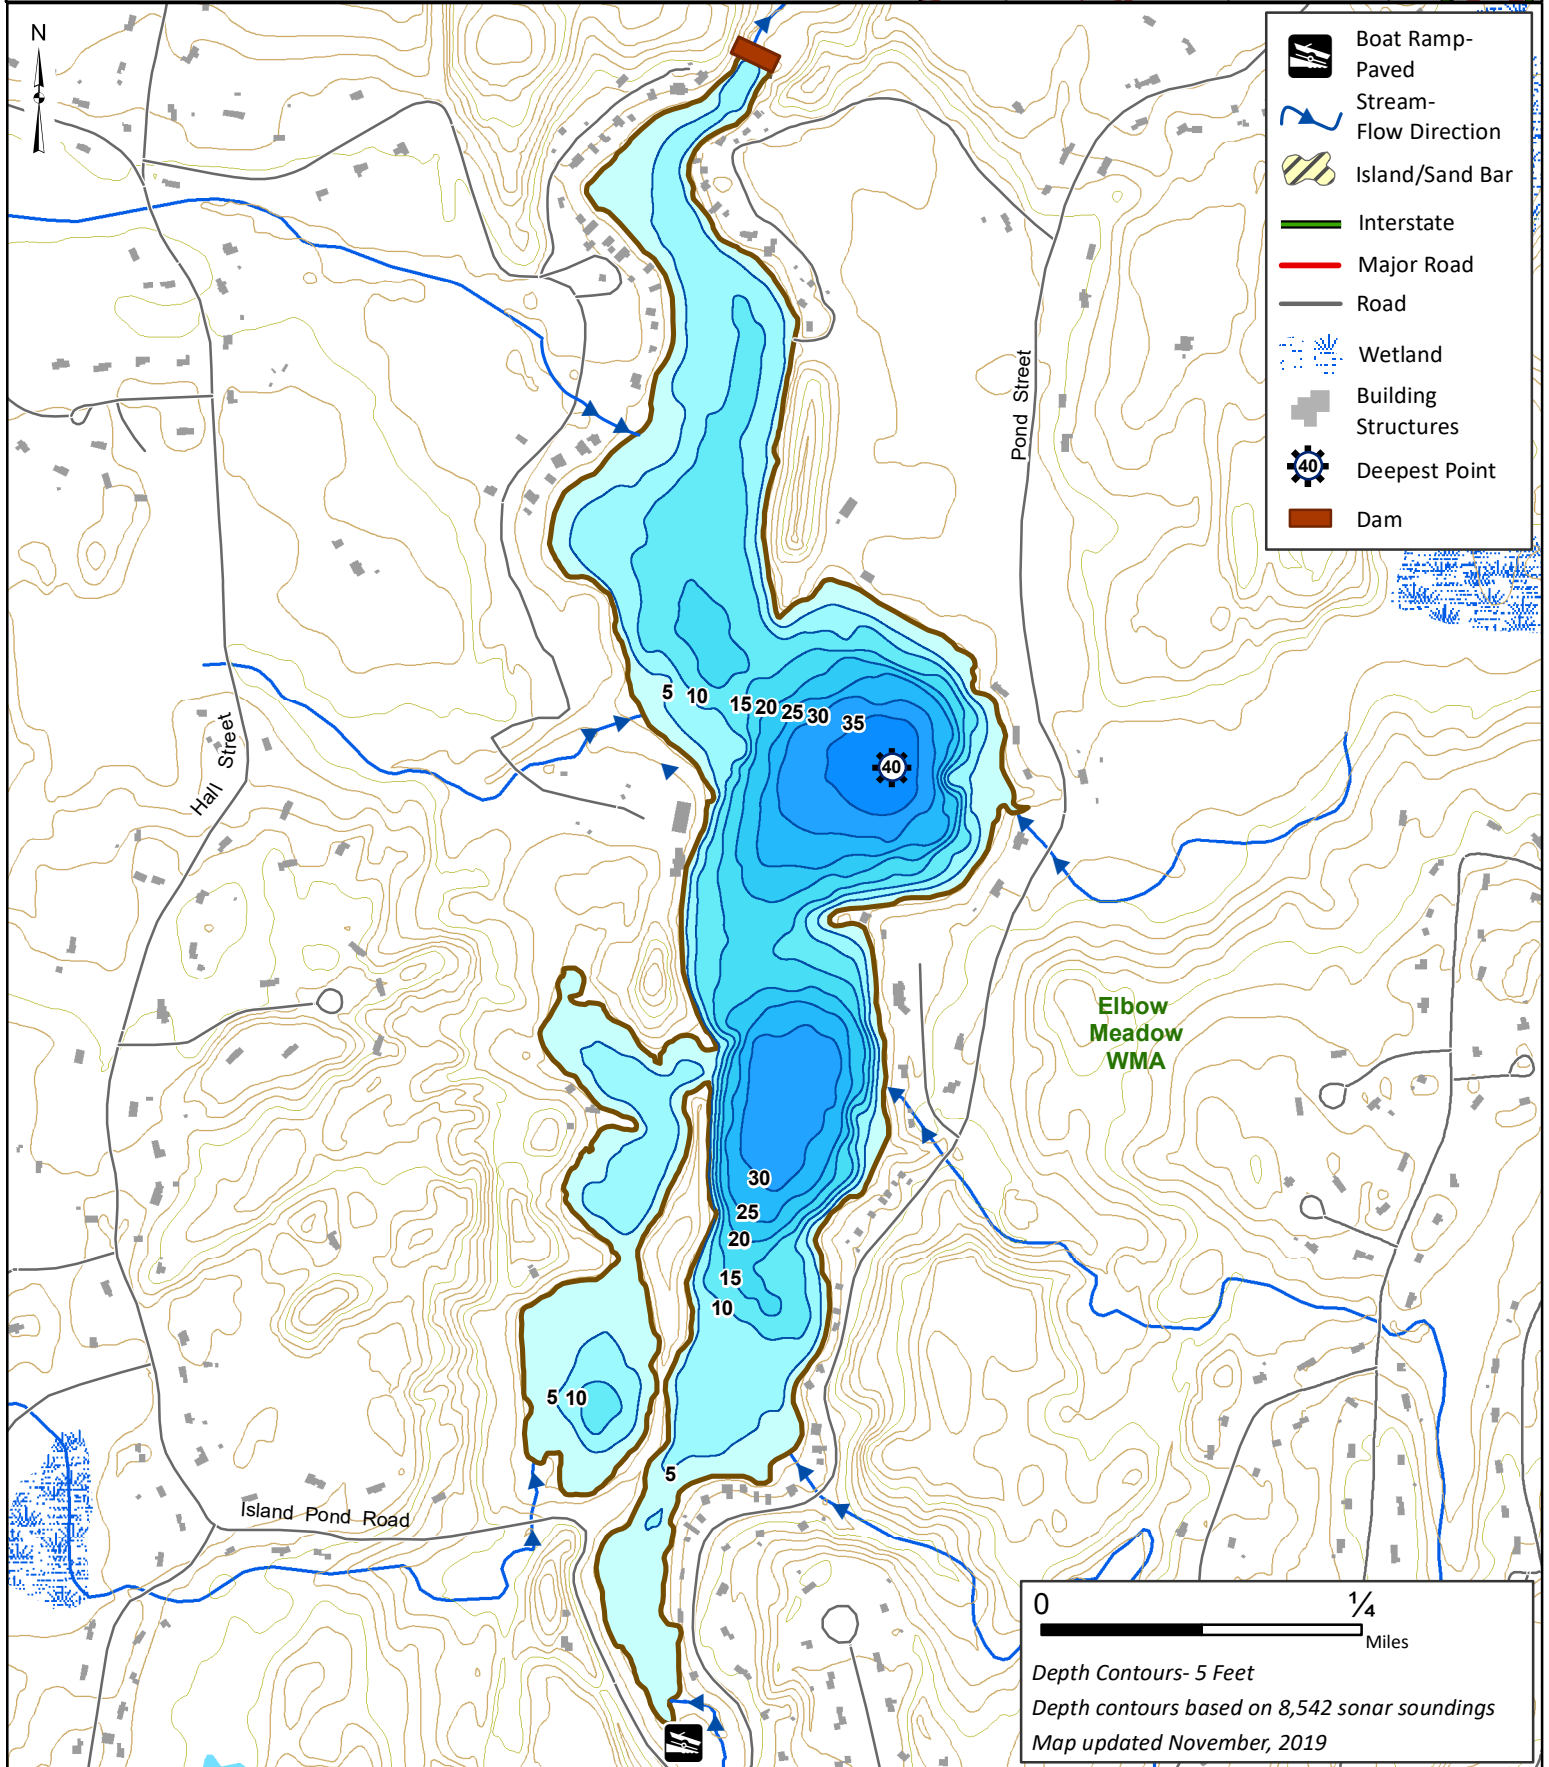 N
Boat Ramp-
Paved
Stream-
Flow Direction
Island/Sand Bar
Interstate
Major Road
Road
Wetland
Building
Structures
40 Deepest Point
Dam
Pond Street
Hall Street
5 10 15 20 25 30 35
40
Elbow
Meadow
WMA
30
25
20
15
10
5 10
5
Island Pond Road
0 1/4
Miles
Depth Contours- 5 Feet
Depth contours based on 8,542 sonar soundings
Map updated November, 2019